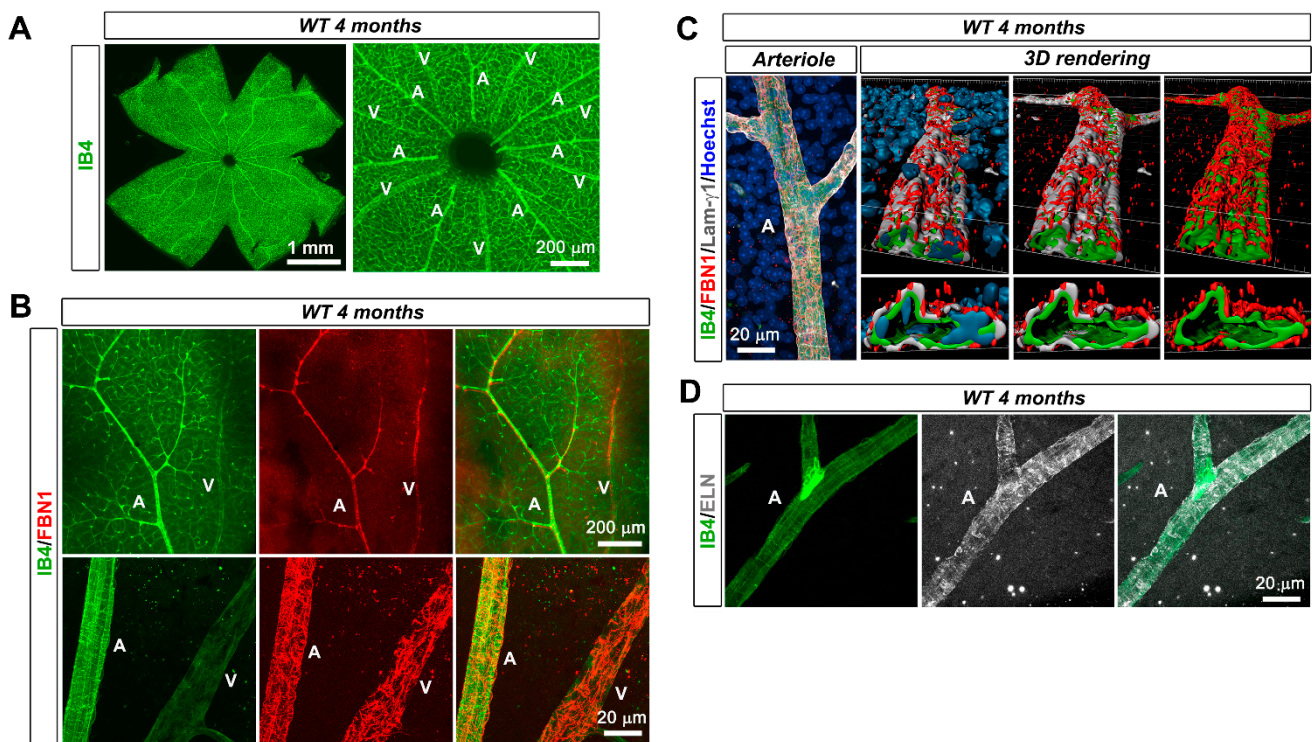 A
WT 4 months
IB4
1 mm
V
V
A
A
A
V
V
A
A
V
V
A
A
A
V
200 µm
B
WT 4 months
IB4/FBN1
A
V
A
V
A
V
200 µm
A
V
A
V
A
V
20 µm
C
WT 4 months
Arteriole
3D rendering
IB4/FBN1/Lam-γ1/Hoechst
A
20 µm
D
WT 4 months
IB4/ELN
A
A
A
20 µm